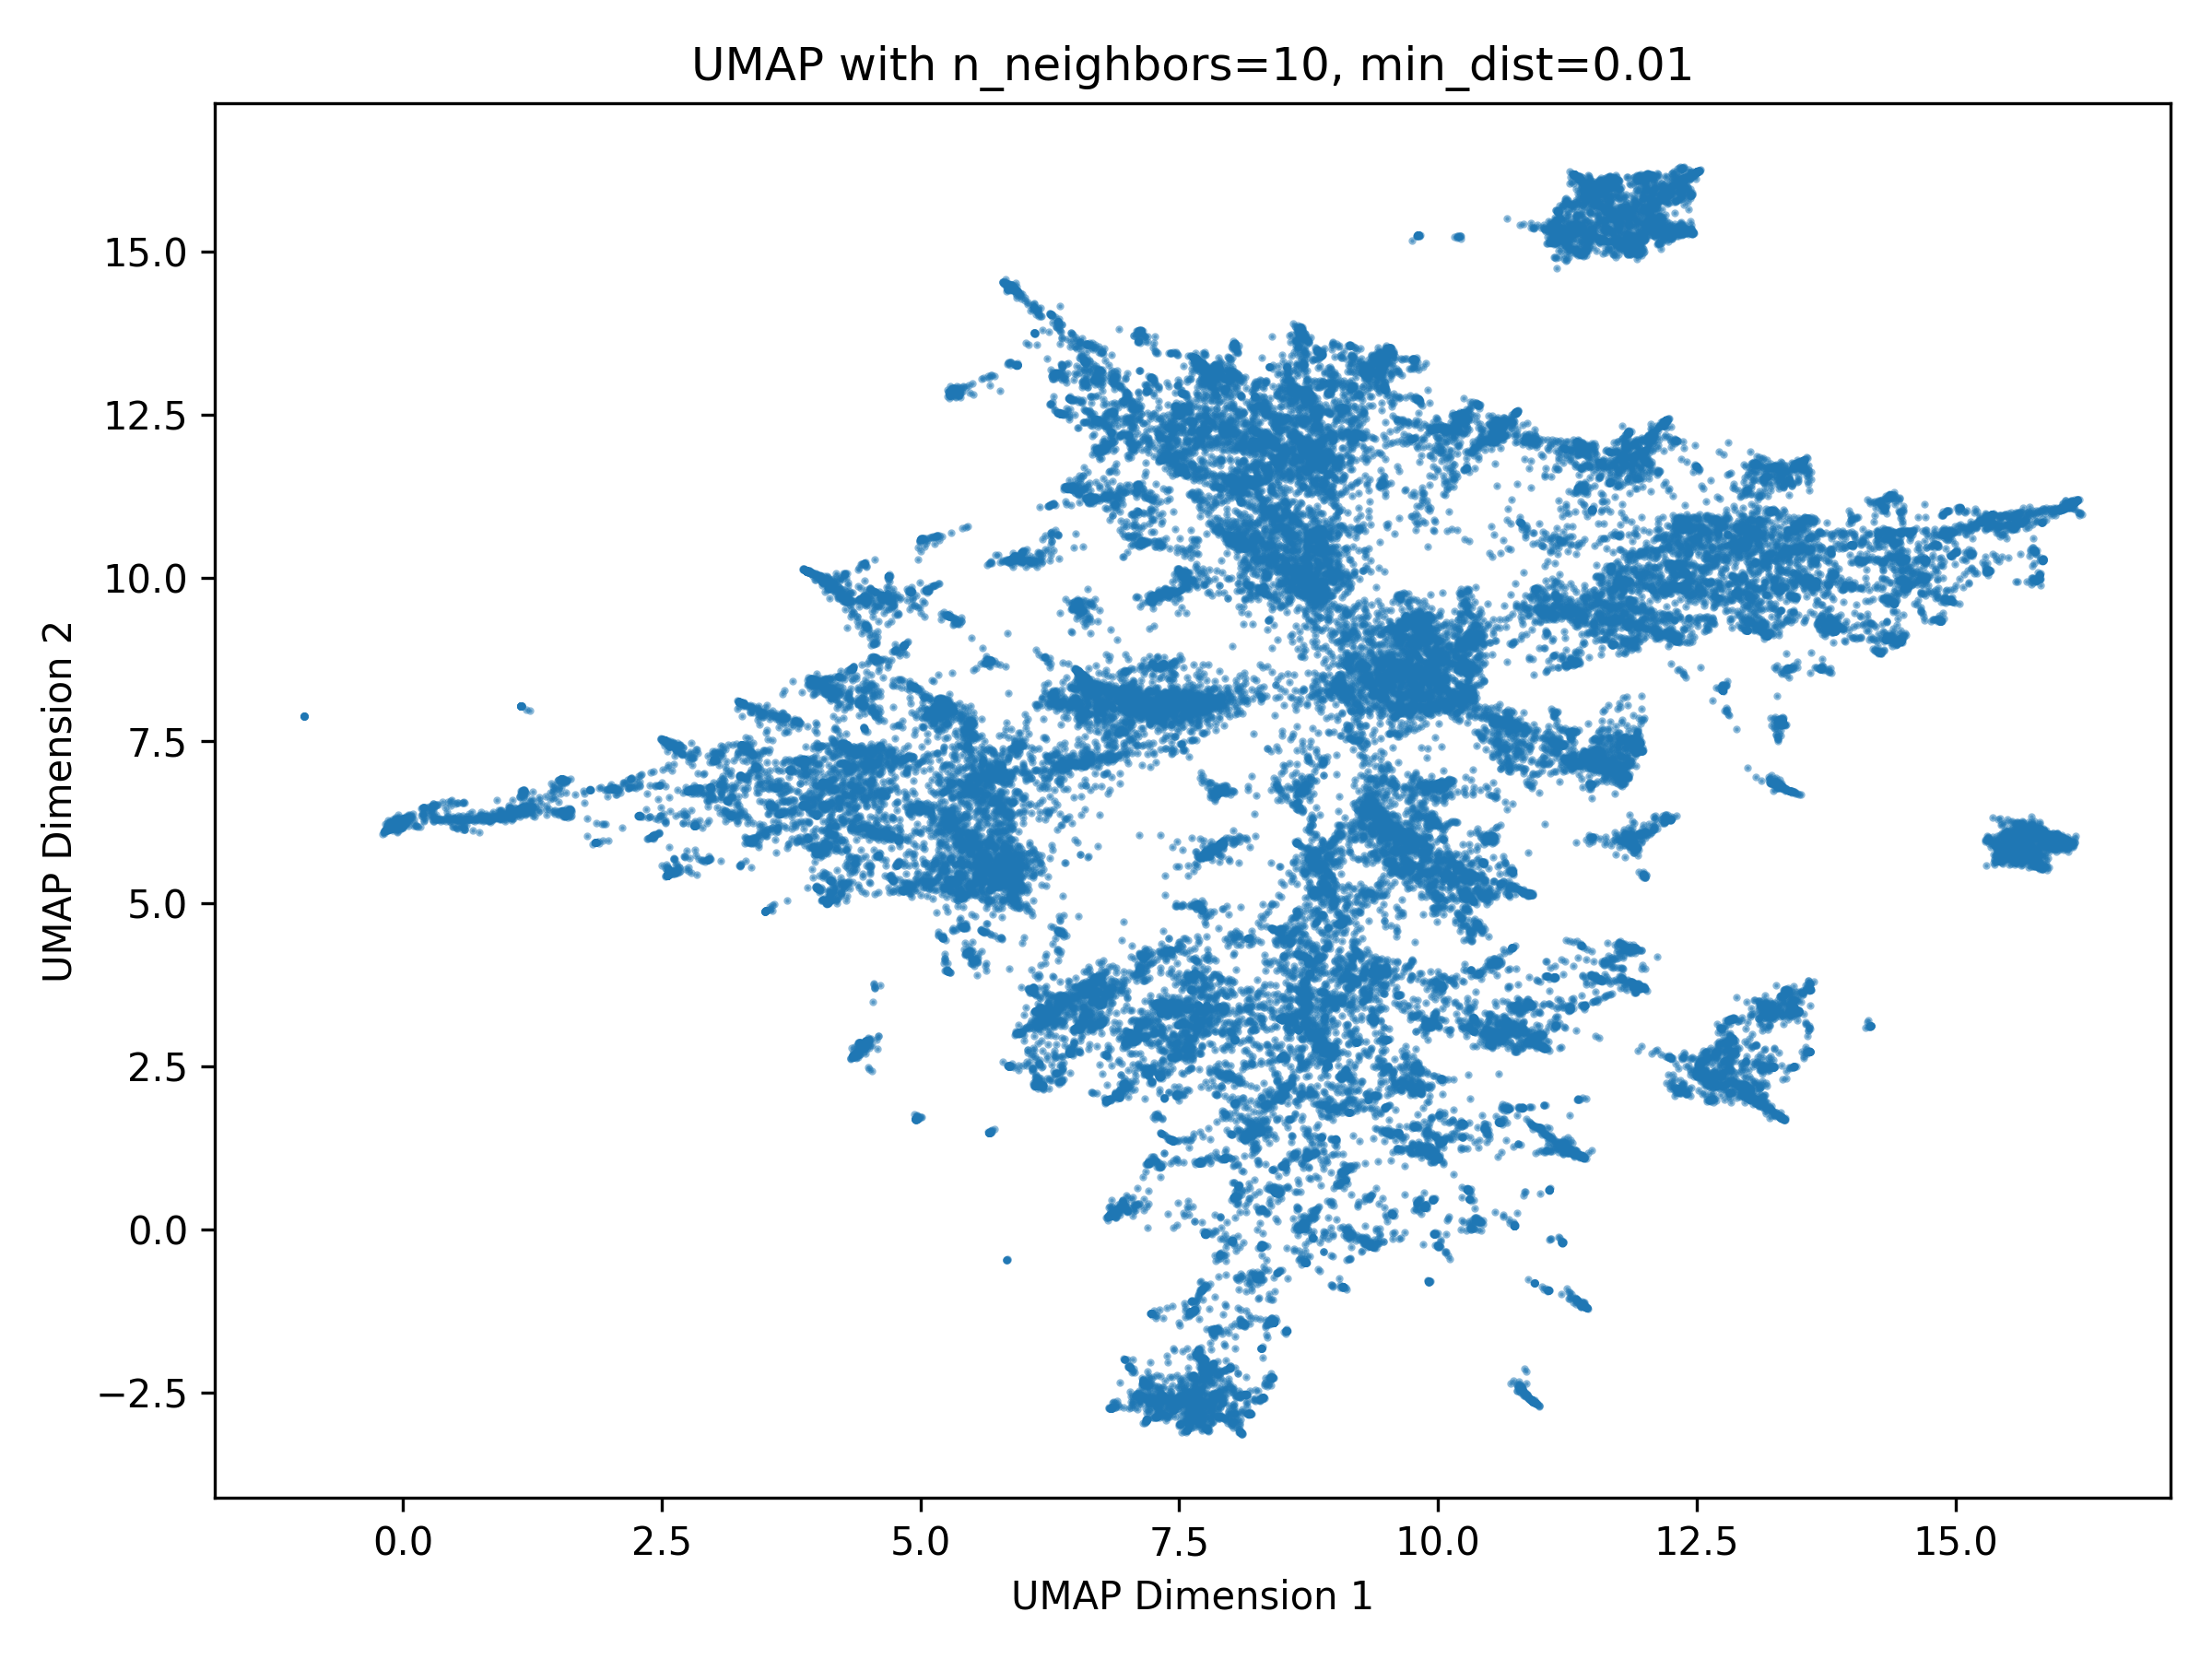 UMAP with n_neighbors=10, min_dist=0.01
UMAP Dimension 2
15.0
12.5
10.0
7.5
5.0
2.5
0.0
−2.5
0.0 2.5 5.0 7.5 10.0 12.5 15.0
UMAP Dimension 1